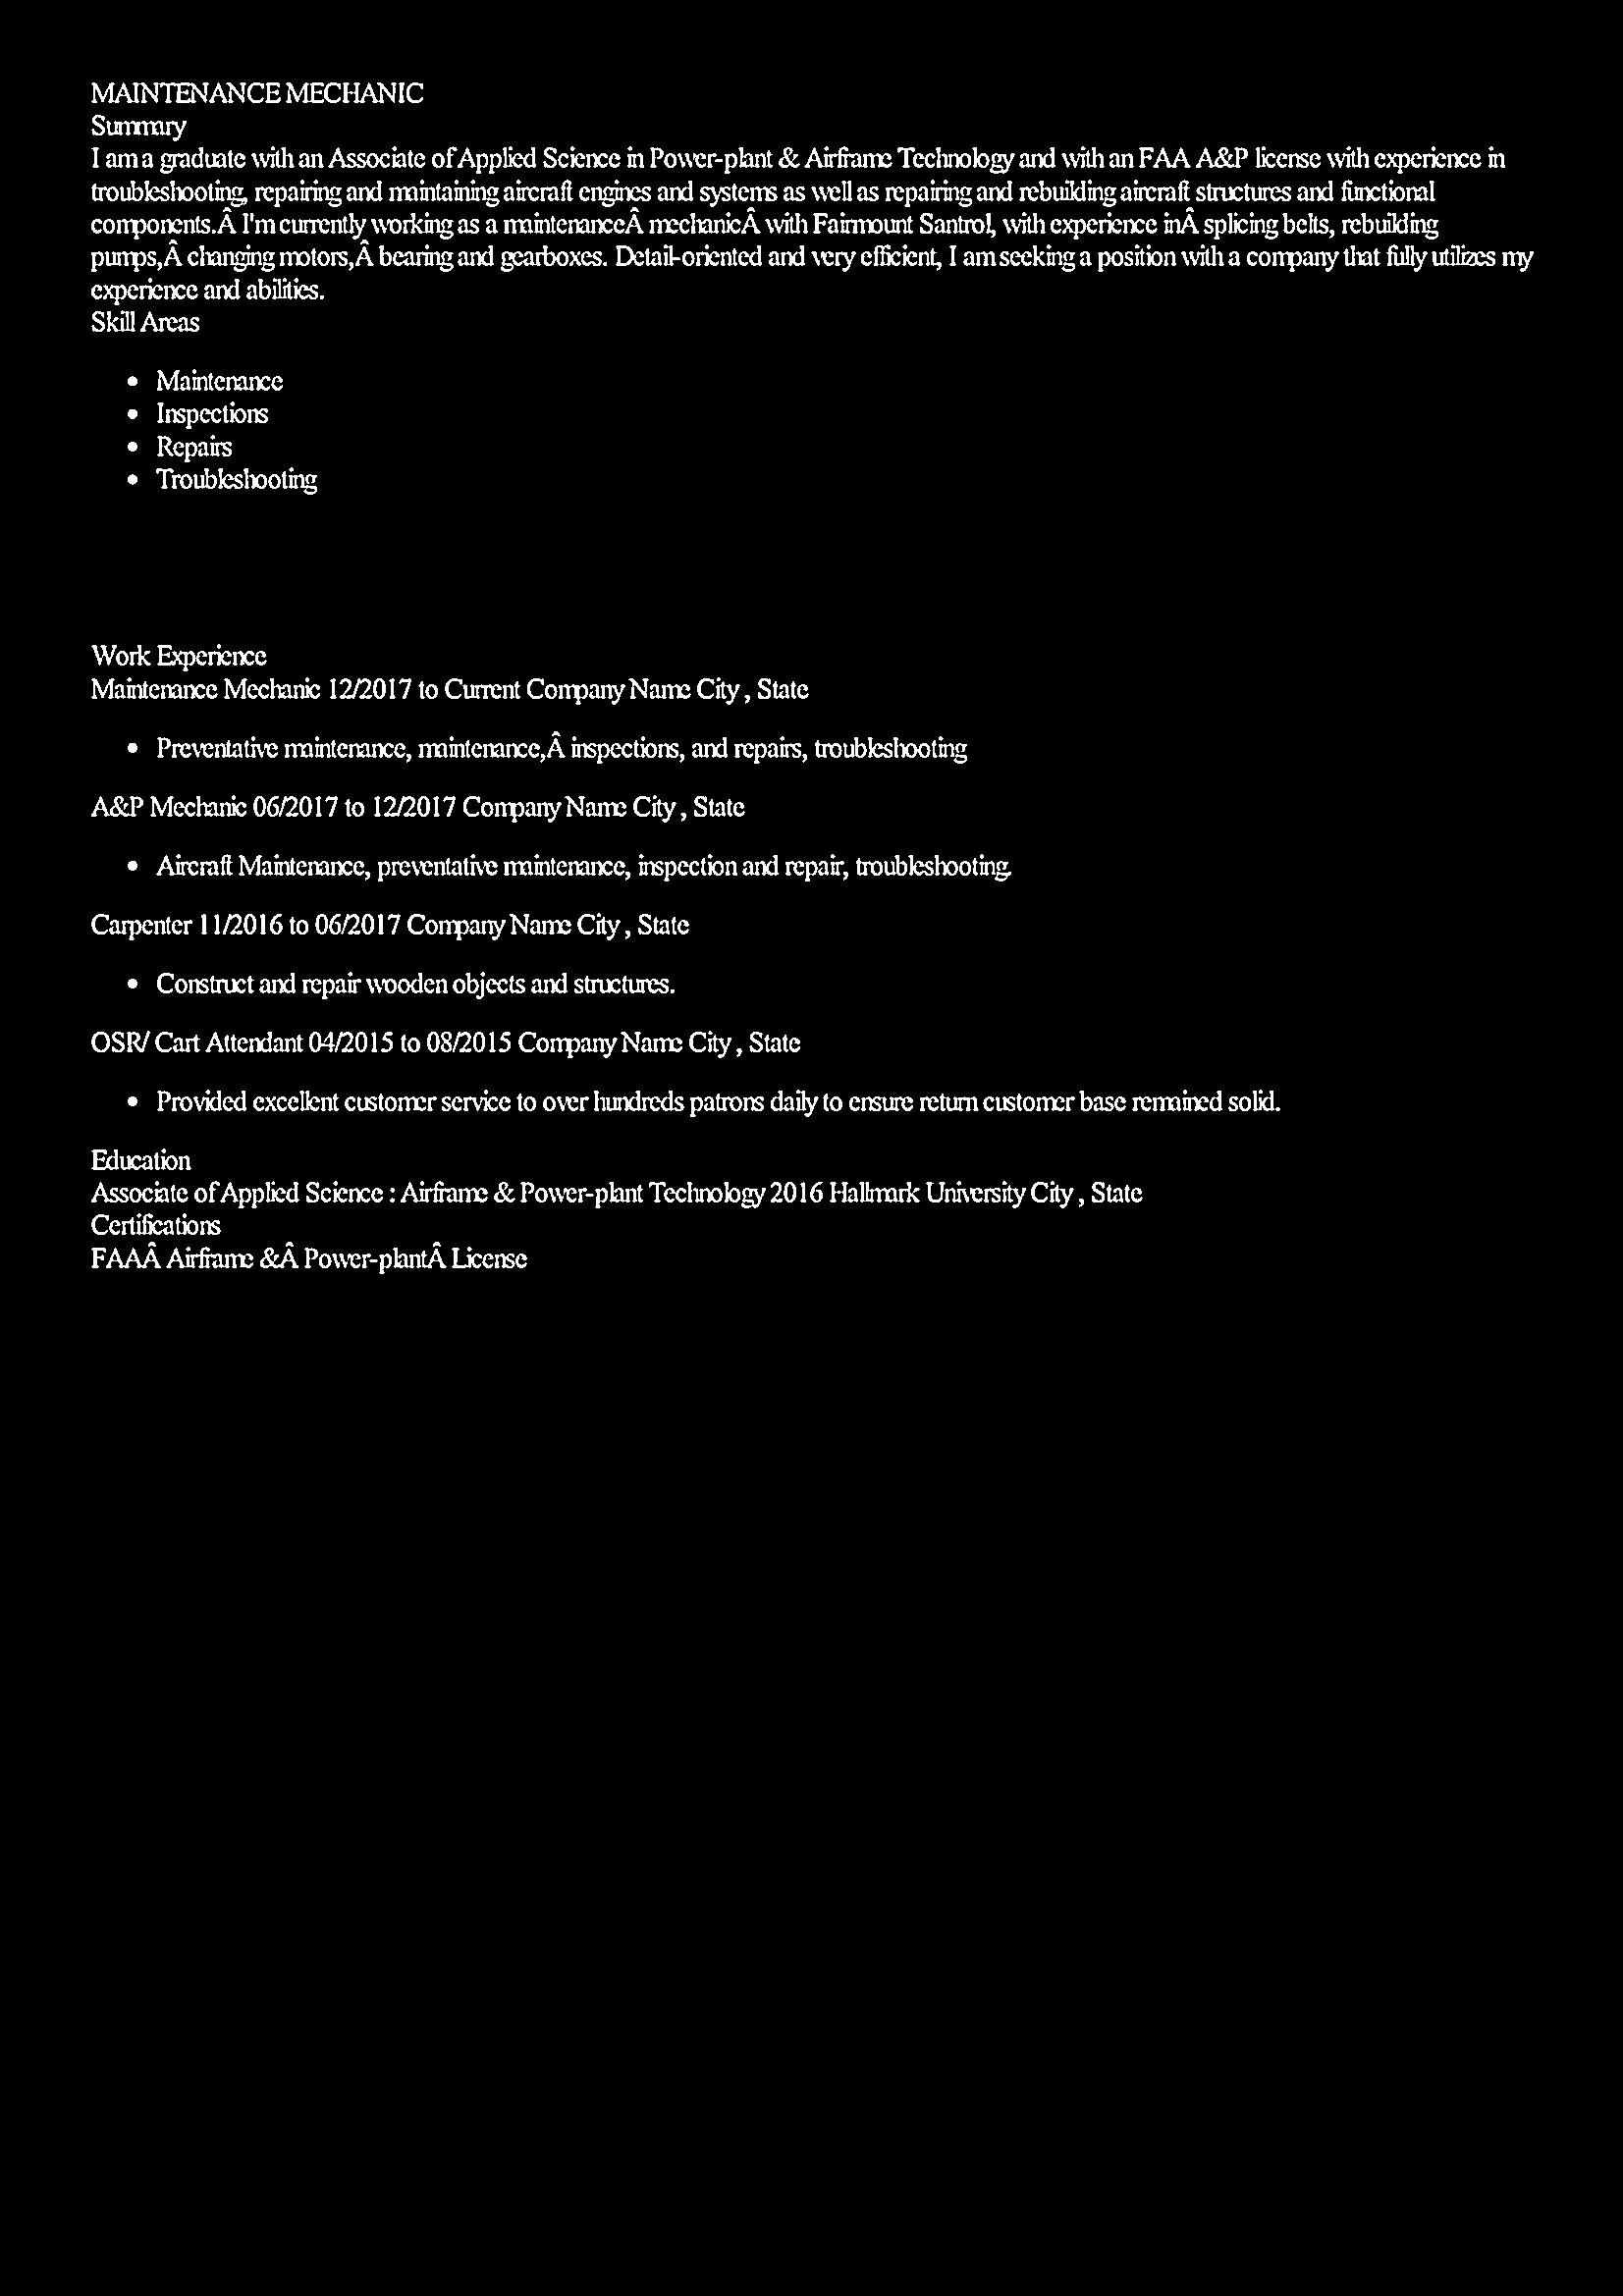 MAINTENANCE MECHANIC
Summary
I am a graduate with an Associate of Applied Science in Power-plant & Airframe Technology and with an FAA A&P license with experience in
troubleshooting, repairing and maintaining aircraft engines and systems as well as repairing and rebuilding aircraft structures and functional
components.Â I'm currently working as a maintenanceÂ mechanicÂ with Fairmount Santrol, with experience inÂ splicing belts, rebuilding
pumps,Â changing motors,Â bearing and gearboxes. Detail-oriented and very efficient, I am seeking a position with a company that fully utilizes my
experience and abilities.
Skill Areas
• Maintenance
• Inspections
• Repairs
• Troubleshooting
Work Experience
Maintenance Mechanic 12/2017 to Current Company Name City , State
• Preventative maintenance, maintenance,Â inspections, and repairs, troubleshooting
A&P Mechanic 06/2017 to 12/2017 Company Name City , State
• Aircraft Maintenance, preventative maintenance, inspection and repair, troubleshooting.
Carpenter 11/2016 to 06/2017 Company Name City , State
• Construct and repair wooden objects and structures.
OSR/ Cart Attendant 04/2015 to 08/2015 Company Name City , State
• Provided excellent customer service to over hundreds patrons daily to ensure return customer base remained solid.
Education
Associate of Applied Science : Airframe & Power-plant Technology 2016 Hallmark University City , State
Certifications
FAAÂ Airframe &Â Power-plantÂ License